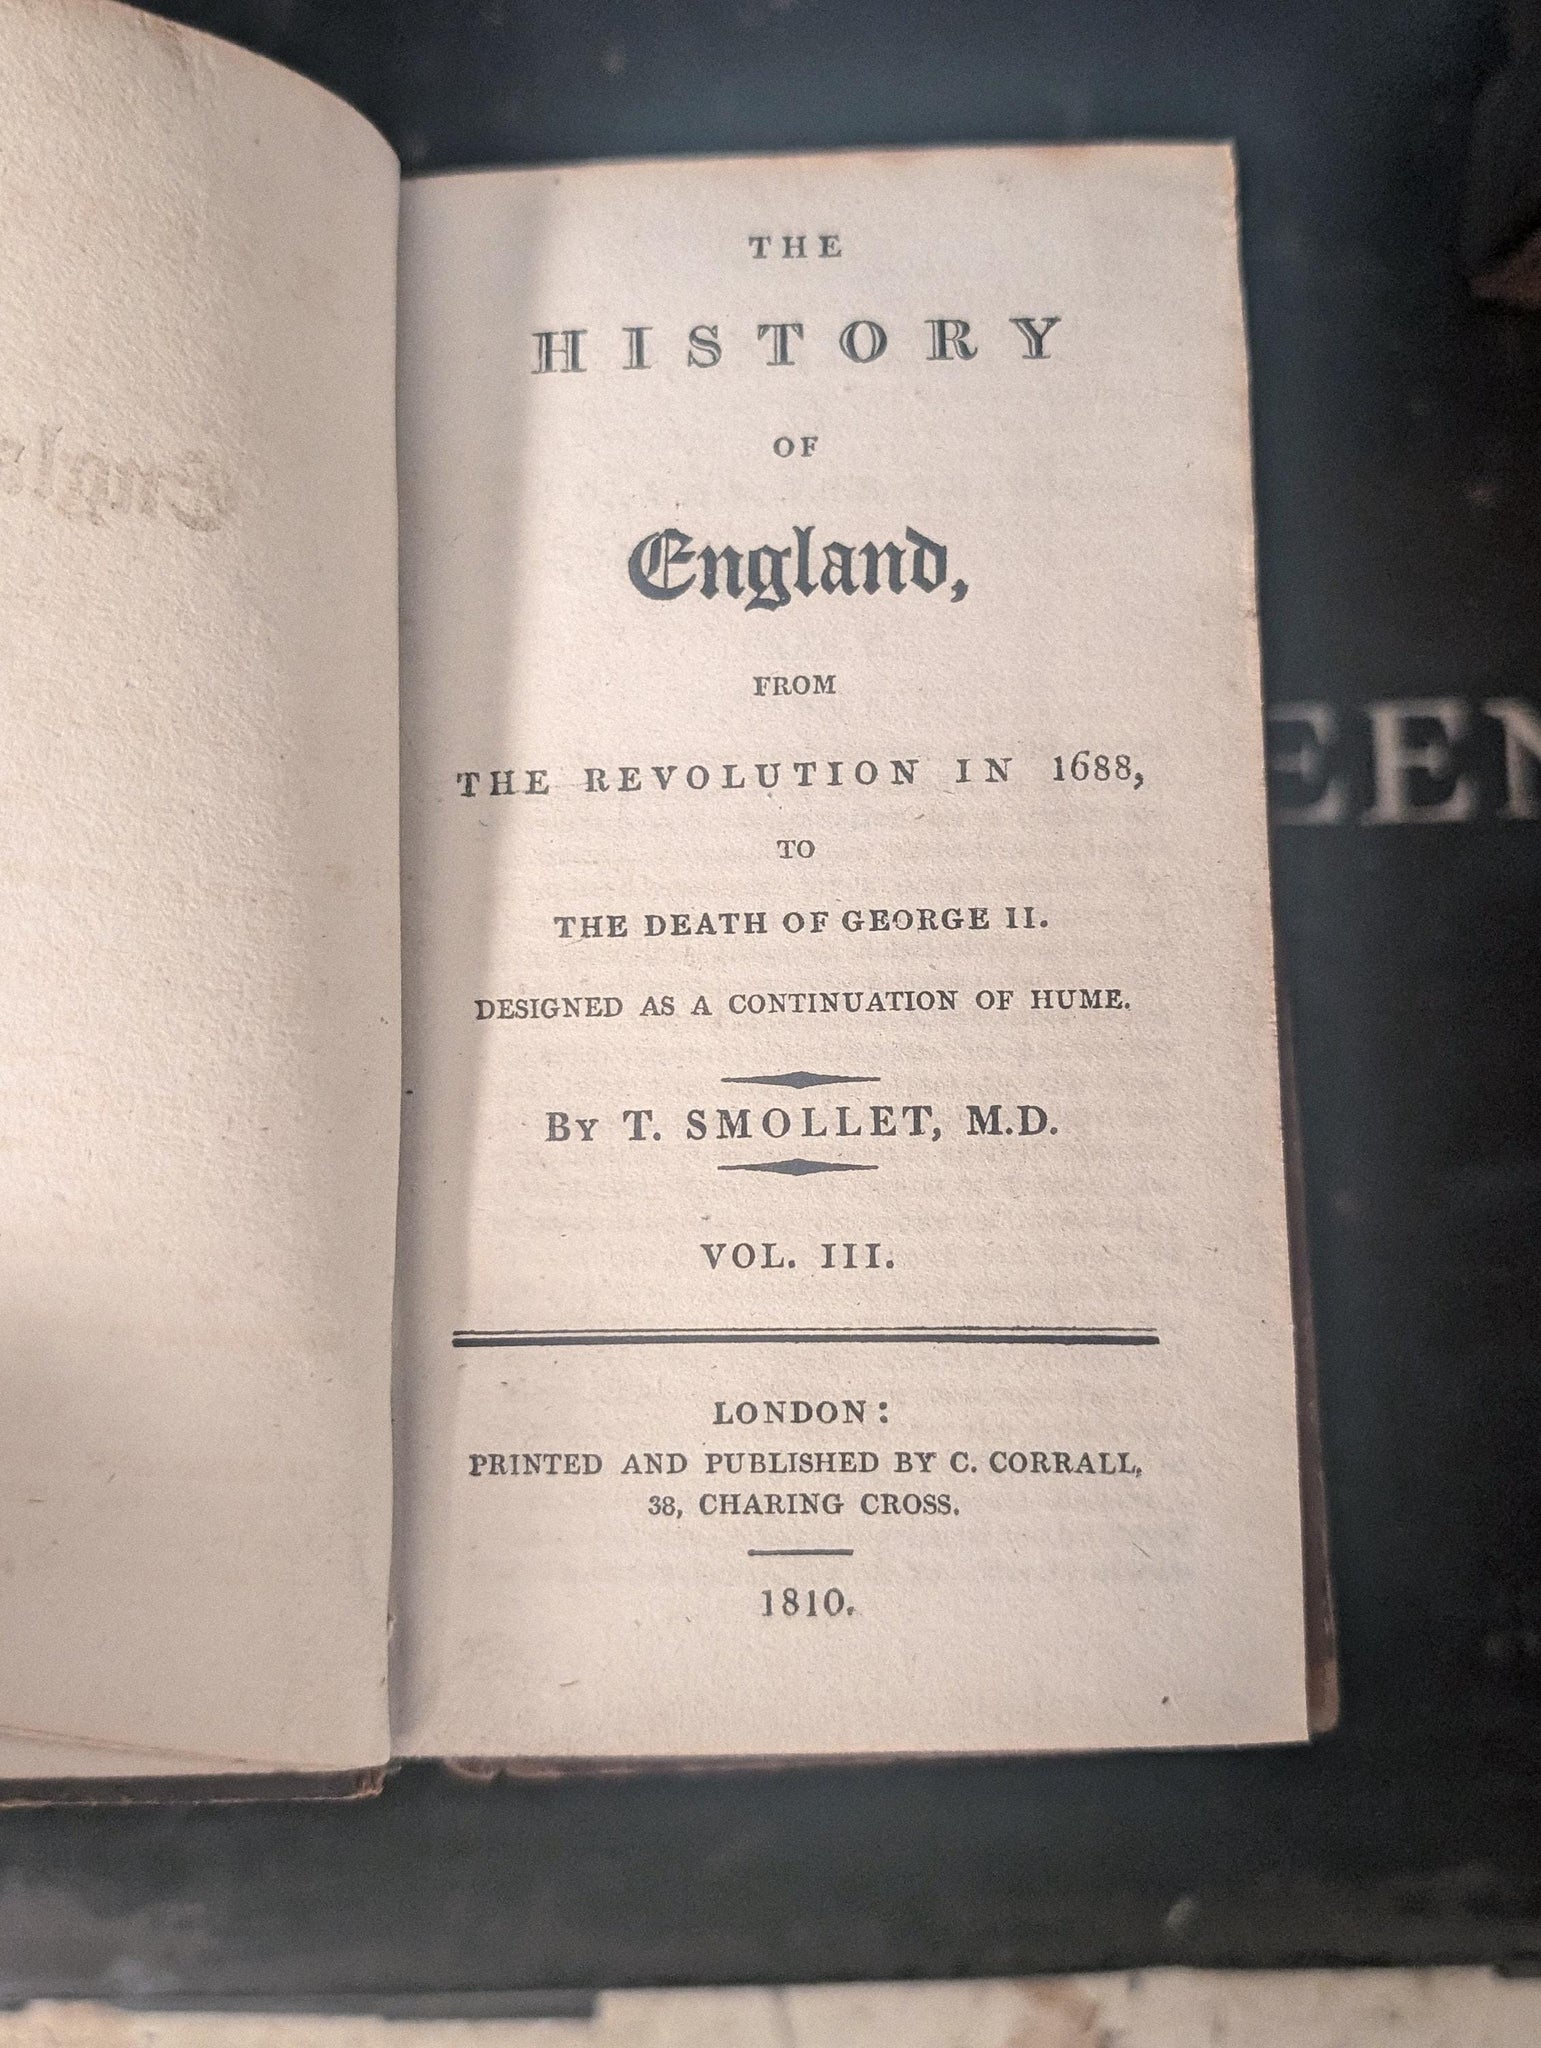 THE
HISTORY
OF
England,
FROM
THE REVOLUTION IN 1688,
TO
THE DEATH OF GEORGE II.
DESIGNED AS A CONTINUATION OF HUME.
By T. SMOLLET, M.D.
VOL. III.
LONDON:
PRINTED AND PUBLISHED BY C. CORRALL,
38, CHARING CROSS.
1810.